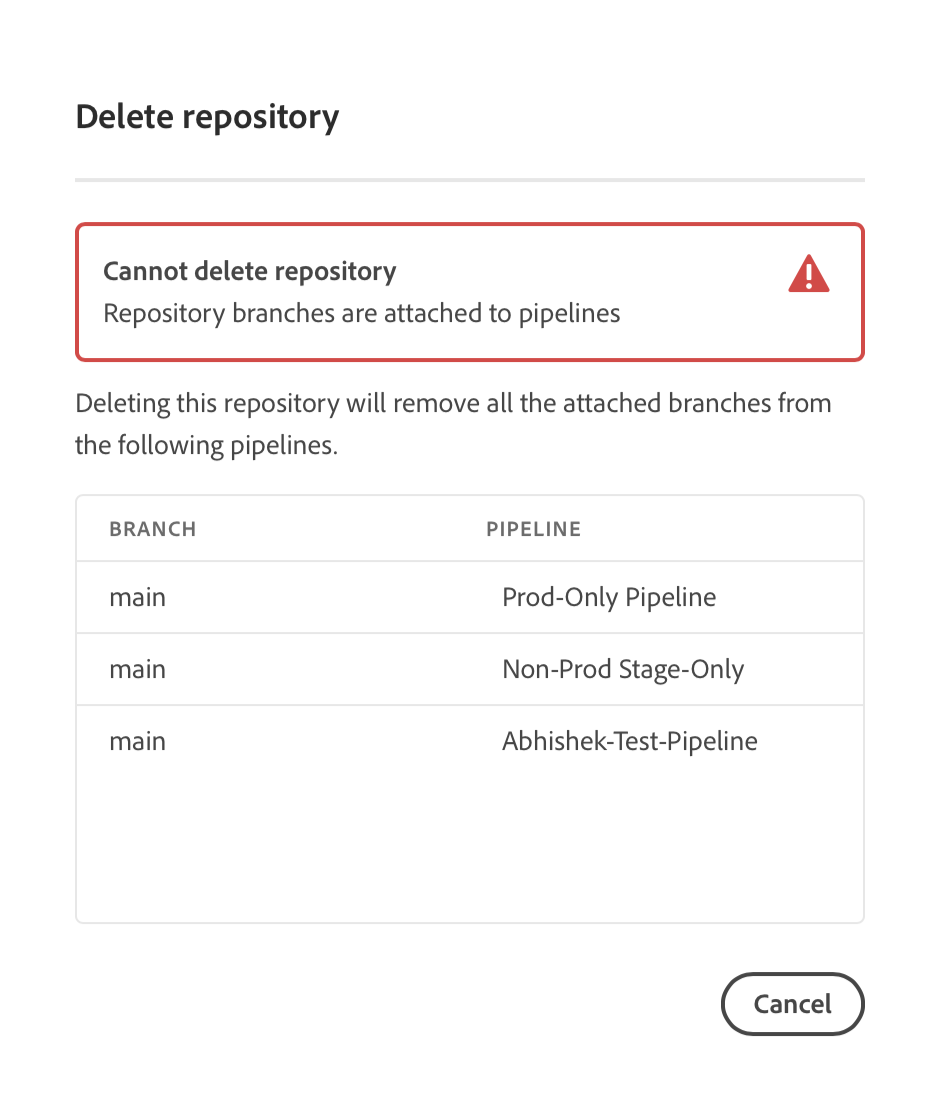 Delete repository
Cannot delete repository
Repository branches are attached to pipelines
Deleting this repository will remove all the attached branches from
the following pipelines.
BRANCH PIPELINE
main Prod-Only Pipeline
main Non-Prod Stage-Only
main Abhishek-Test-Pipeline
Cancel